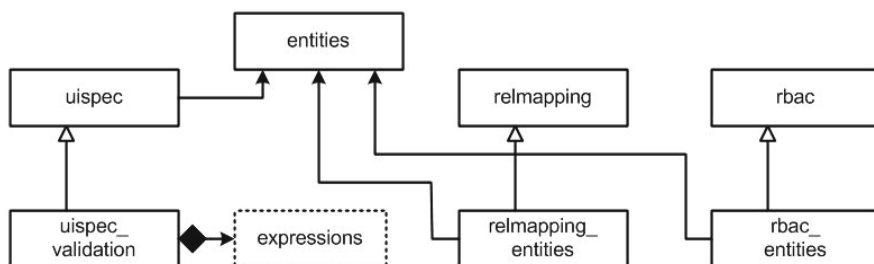 entities
uispec
relmapping
rbac
uispec_
validation
expressions
relmapping_
entities
rbac_
entities